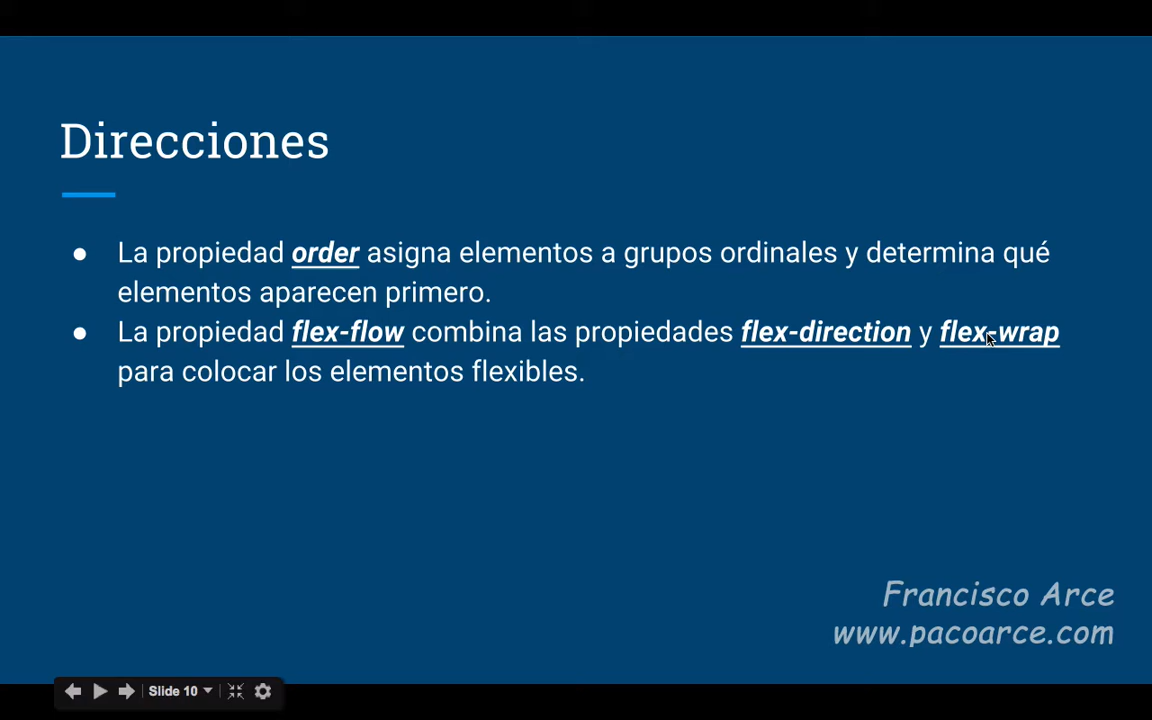 Direcciones
● La propiedad order asigna elementos a grupos ordinales y determina qué
elementos aparecen primero.
● La propiedad flex-flow combina las propiedades flex-direction y flex-wrap
para colocar los elementos flexibles.
Francisco Arce
www.pacoarce.com
Slide 10